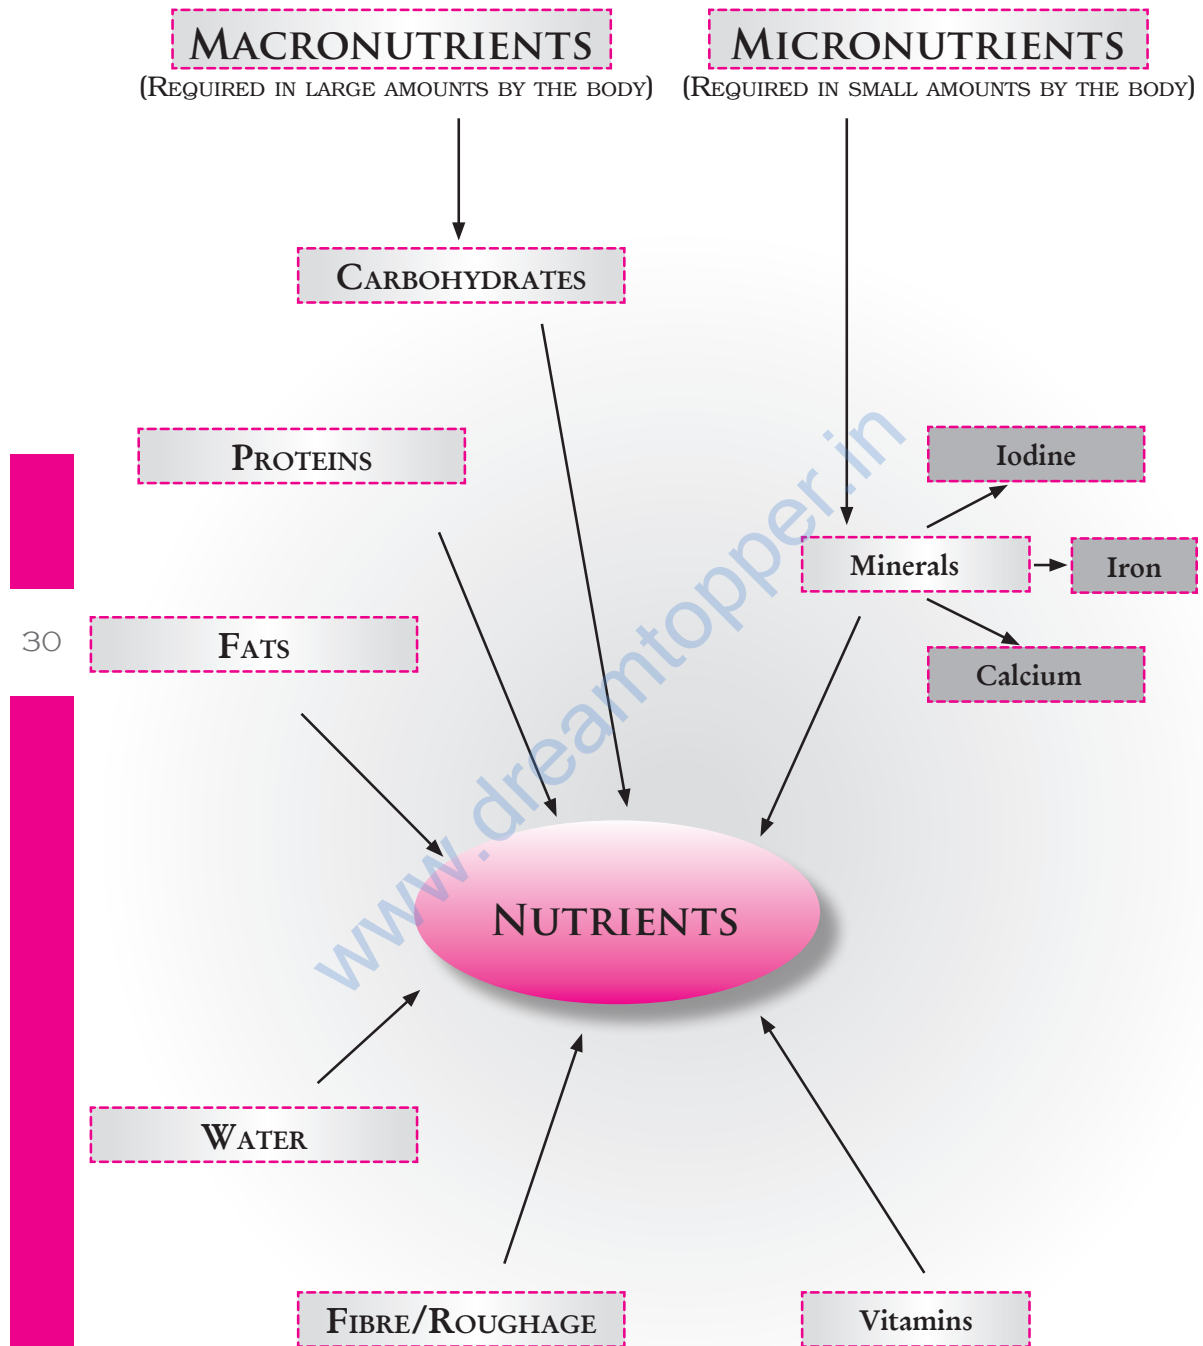 MACRONUTRIENTS
(REQUIRED IN LARGE AMOUNTS BY THE BODY)
MICRONUTRIENTS
(REQUIRED IN SMALL AMOUNTS BY THE BODY)
CARBOHYDRATES
PROTEINS
Iodine
Minerals
Iron
30
FATS
Calcium
NUTRIENTS
WATER
FIBRE/ROUGHAGE
Vitamins
www.dreamtopper.in